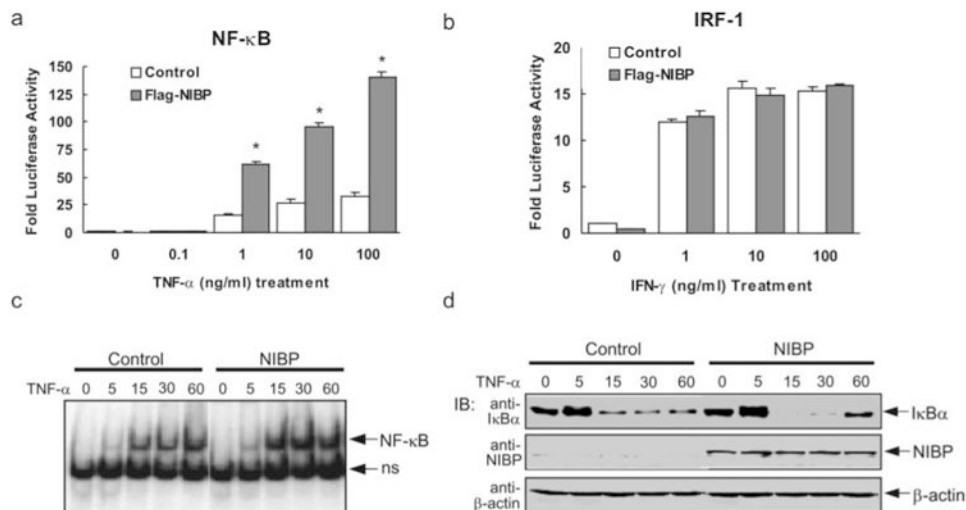 a
NF-κB
Control
Flag-NIBP
Fold Luciferase Activity
150
125
100
75
50
25
0
* * *
0 0.1 1 10 100
TNF-α (ng/ml) treatment
b
IRF-1
Control
Flag-NIBP
Fold Luciferase Activity
20
15
10
5
0
0 1 10 100
IFN-γ (ng/ml) Treatment
c
Control NIBP
TNF-α 0 5 15 30 60 0 5 15 30 60
NF-κB
ns
d
Control NIBP
TNF-α 0 5 15 30 60 0 5 15 30 60
IB: anti-
IκBα
IκBα
anti-
NIBP
NIBP
anti-
β-actin
β-actin